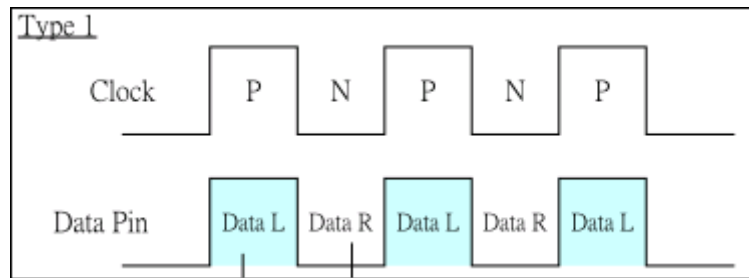 Type 1
Clock P N P N P
Data Pin Data L Data R Data L Data R Data L